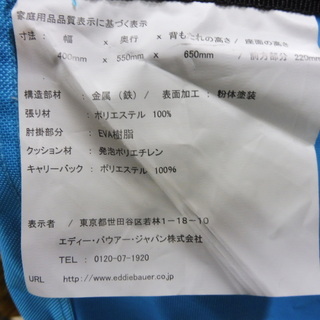 家庭用品品質表示に基づく表示
寸法 : 幅 x 奥行 x 背もたれの高さ / 座面の高さ
400mm x 550mm x 650mm / 前方部分 220mm
構造部材 : 金属 (鉄) / 表面加工 : 粉体塗装
張り材 : ポリエステル 100%
肘掛部分 : EVA樹脂
クッション材 : 発泡ポリエチレン
キャリーバック : ポリエステル 100%
表示者 / 東京都世田谷区若林1-18-10
エディー・バウアー・ジャパン株式会社
TEL : 0120-07-1920
URL http://www.eddiebauer.co.jp